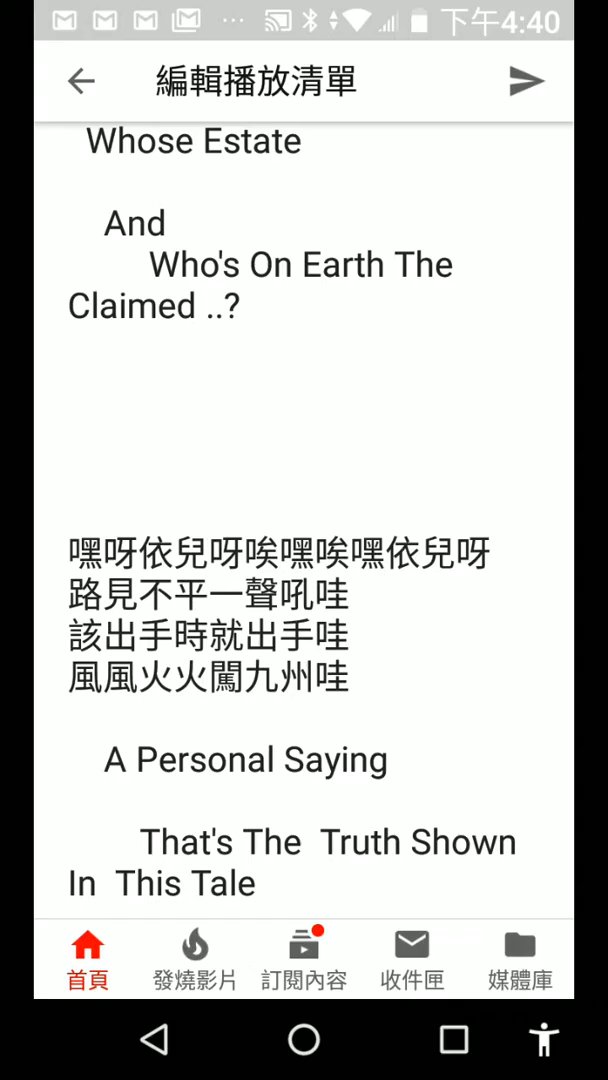 下午4:40
編輯播放清單
Whose Estate
And
Who's On Earth The
Claimed ..?
嘿呀依兒呀唉嘿唉嘿依兒呀
路見不平一聲吼哇
該出手時就出手哇
風風火火闖九州哇
A Personal Saying
That's The Truth Shown
In This Tale
首頁 發燒影片 訂閱內容 收件匣 媒體庫